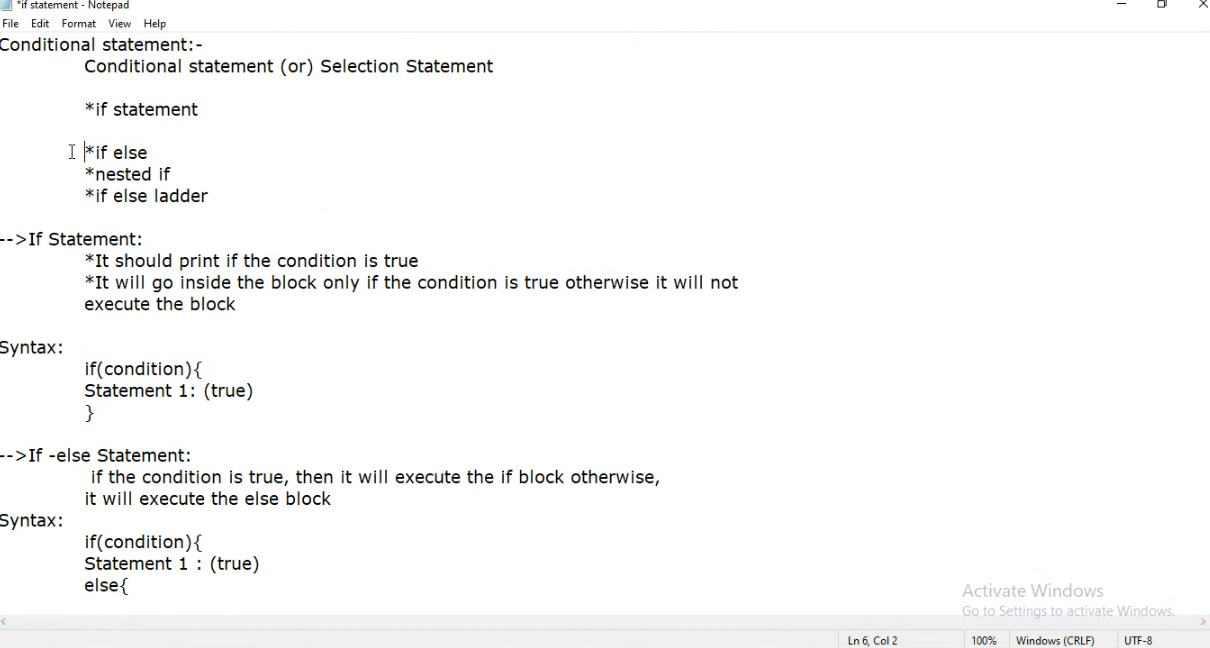 *if statement - Notepad
File Edit Format View Help
Conditional statement:-
Conditional statement (or) Selection Statement
*if statement
*if else
*nested if
*if else ladder
-->If Statement:
*It should print if the condition is true
*It will go inside the block only if the condition is true otherwise it will not
execute the block
Syntax:
if(condition){
Statement 1: (true)
}
-->If -else Statement:
if the condition is true, then it will execute the if block otherwise,
it will execute the else block
Syntax:
if(condition){
Statement 1 : (true)
else{
Activate Windows
Go to Settings to activate Windows.
Ln 6, Col 2 100% Windows (CRLF) UTF-8